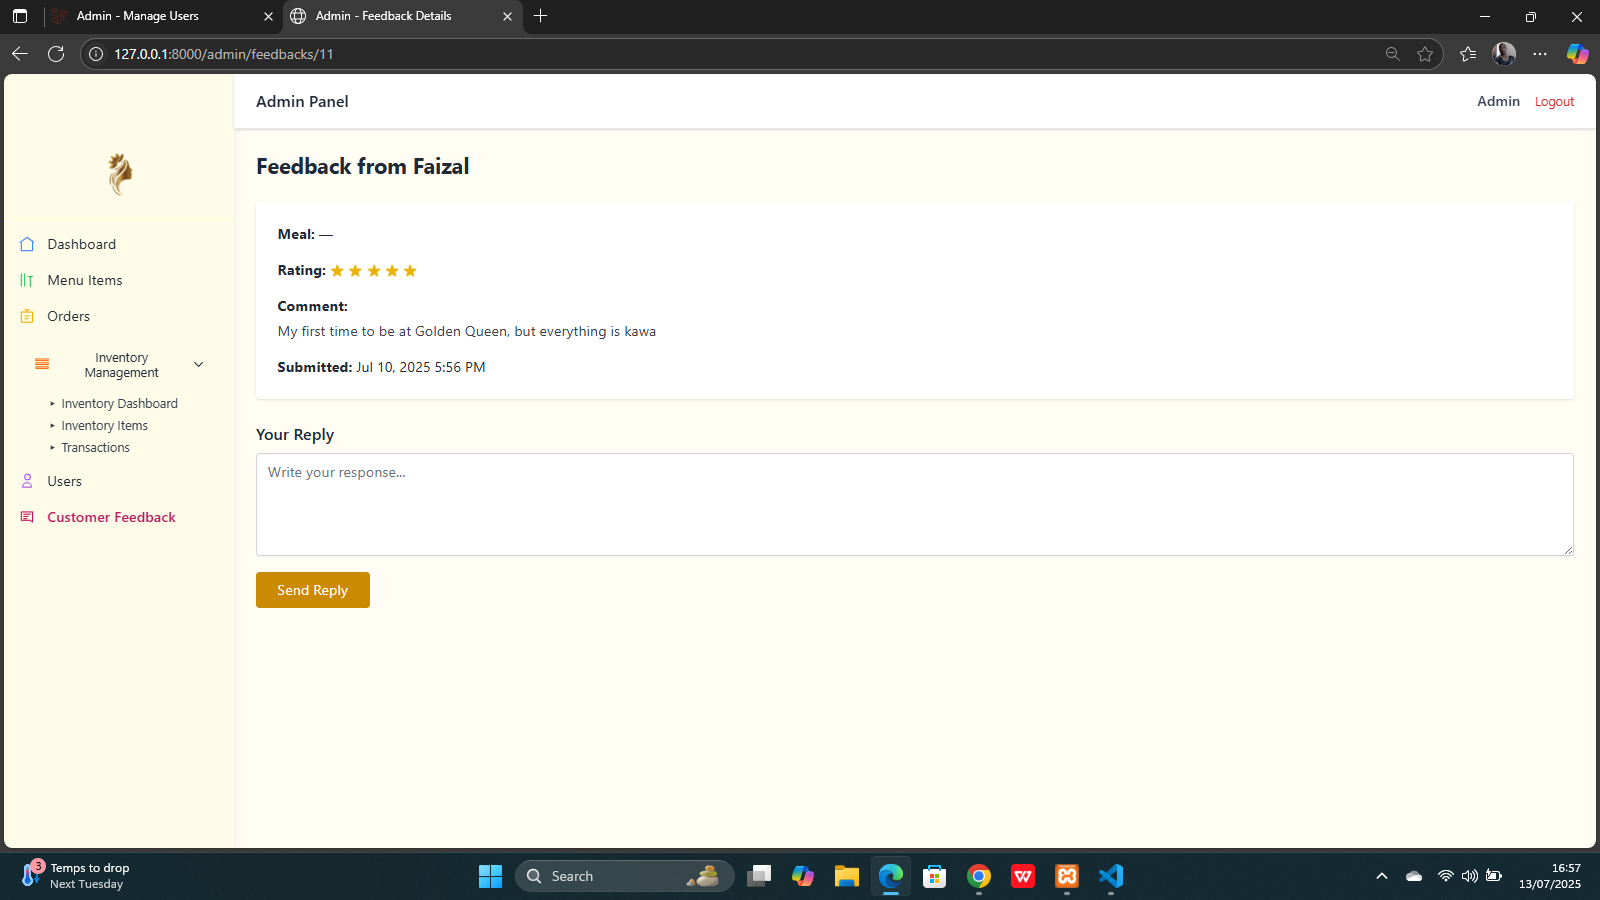 Admin - Manage Users
Admin - Feedback Details
127.0.0.1:8000/admin/feedbacks/11
Admin Panel
Admin
Logout
Feedback from Faizal
Meal: —
Rating: ★ ★ ★ ★ ★
Comment:
My first time to be at Golden Queen, but everything is kawa
Submitted: Jul 10, 2025 5:56 PM
Dashboard
Menu Items
Orders
Inventory
Management
Inventory Dashboard
Inventory Items
Transactions
Users
Customer Feedback
Your Reply
Write your response...
Send Reply
3
Temps to drop
Next Tuesday
Search
16:57
13/07/2025